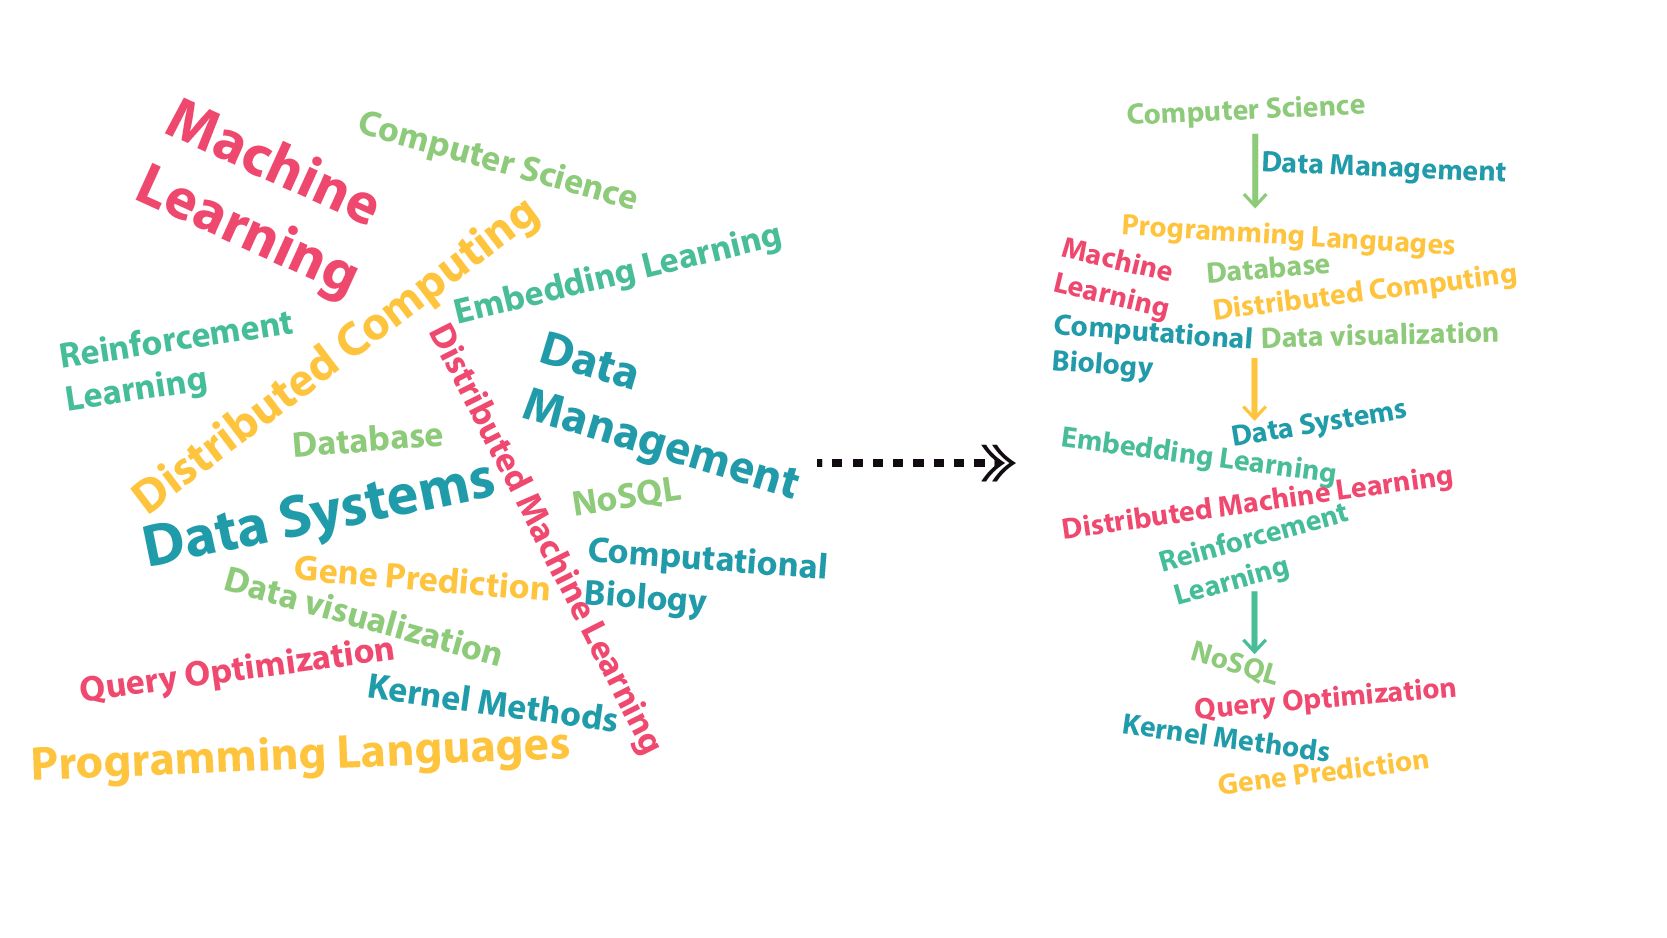 Machine
Learning
Computer Science
Distributed Computing
Embedding Learning
Reinforcement
Learning
Distributed Machine Learning
Data
Management
Database
Data Systems
NoSQL
Computational
Biology
Gene Prediction
Data visualization
Query Optimization
Kernel Methods
Programming Languages
Computer Science
Data Management
Programming Languages
Machine
Learning
Database
Distributed Computing
Computational
Biology
Data visualization
Data Systems
Embedding Learning
Distributed Machine Learning
Reinforcement
Learning
NoSQL
Query Optimization
Kernel Methods
Gene Prediction